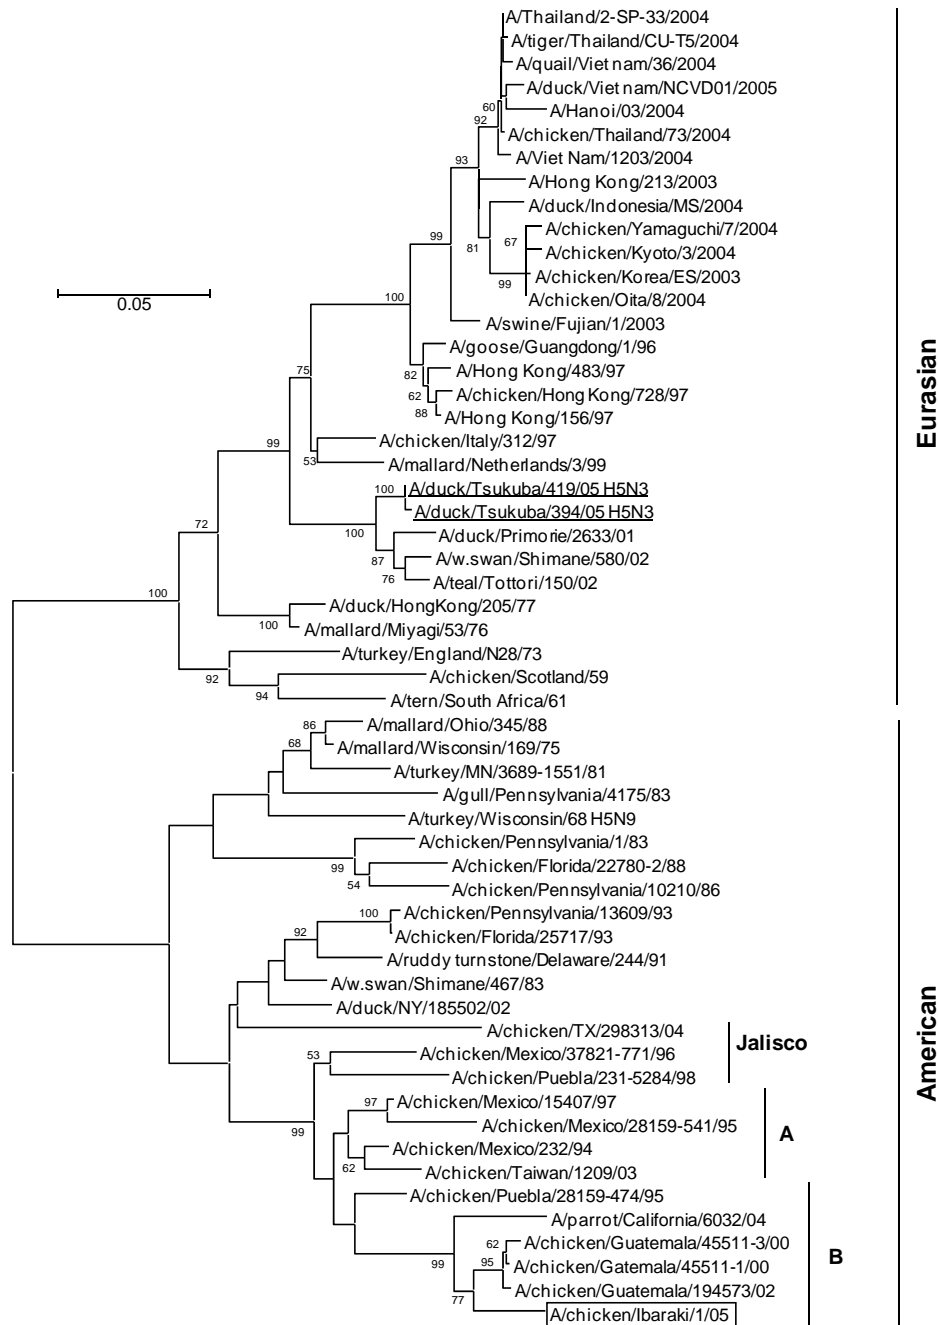 A/Thailand/2-SP-33/2004
A/tiger/Thailand/CU-T5/2004
A/quail/Viet nam/36/2004
A/duck/Viet nam/NCVD01/2005
60
A/Hanoi/03/2004
92
A/chicken/Thailand/73/2004
A/Viet Nam/1203/2004
93
A/Hong Kong/213/2003
A/duck/Indonesia/MS/2004
A/chicken/Yamaguchi/7/2004
99
67
81
A/chicken/Kyoto/3/2004
A/chicken/Korea/ES/2003
99
100
A/chicken/Oita/8/2004
0.05
A/swine/Fujian/1/2003
A/goose/Guangdong/1/96
75
82
A/Hong Kong/483/97
62
A/chicken/Hong Kong/728/97
88
A/Hong Kong/156/97
99
A/chicken/Italy/312/97
53
A/mallard/Netherlands/3/99
100
A/duck/Tsukuba/419/05 H5N3
A/duck/Tsukuba/394/05 H5N3
72
100
A/duck/Primorie/2633/01
87
A/w.swan/Shimane/580/02
76
A/teal/Tottori/150/02
100
A/duck/HongKong/205/77
100
A/mallard/Miyagi/53/76
A/turkey/England/N28/73
92
A/chicken/Scotland/59
94
A/tern/South Africa/61
Eurasian
86
A/mallard/Ohio/345/88
68
A/mallard/Wisconsin/169/75
A/turkey/MN/3689-1551/81
A/gull/Pennsylvania/4175/83
A/turkey/Wisconsin/68 H5N9
A/chicken/Pennsylvania/1/83
99
A/chicken/Florida/22780-2/88
54
A/chicken/Pennsylvania/10210/86
100
A/chicken/Pennsylvania/13609/93
92
A/chicken/Florida/25717/93
A/ruddy turnstone/Delaware/244/91
A/w.swan/Shimane/467/83
A/duck/NY/185502/02
A/chicken/TX/298313/04
Jalisco
53
A/chicken/Mexico/37821-771/96
A/chicken/Puebla/231-5284/98
97
A/chicken/Mexico/15407/97
99
A/chicken/Mexico/28159-541/95
A
A/chicken/Mexico/232/94
62
A/chicken/Taiwan/1209/03
A/chicken/Puebla/28159-474/95
A/parrot/California/6032/04
62
A/chicken/Guatemala/45511-3/00
99
95
A/chicken/Gatemala/45511-1/00
B
A/chicken/Guatemala/194573/02
77
A/chicken/Ibaraki/1/05
American